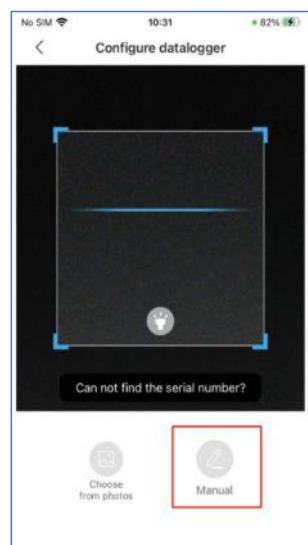 No SIM 10:31 82%
Configure datalogger
Can not find the serial number?
Choose
from photos
Manual